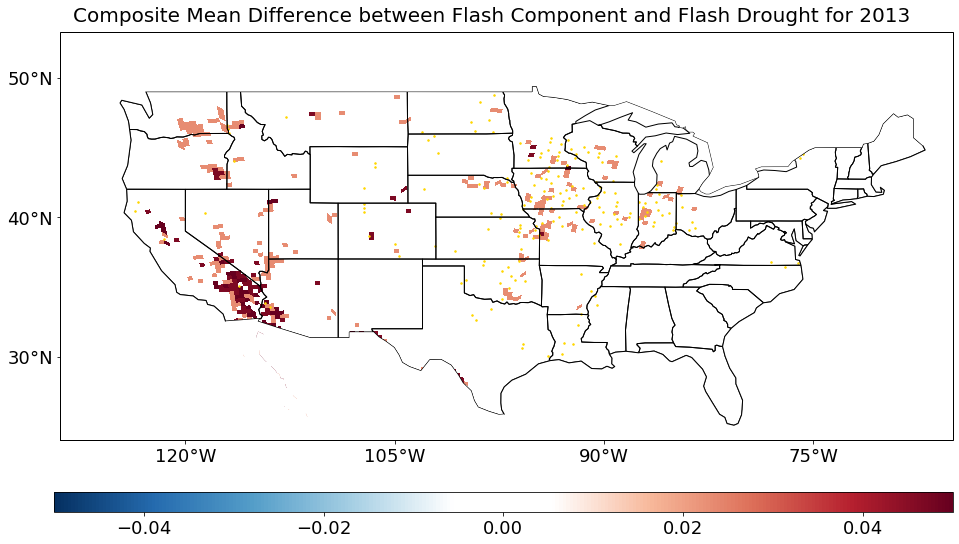 Composite Mean Difference between Flash Component and Flash Drought for 2013
50°N
40°N
30°N
120°W 105°W 90°W 75°W
−0.04 −0.02 0.00 0.02 0.04